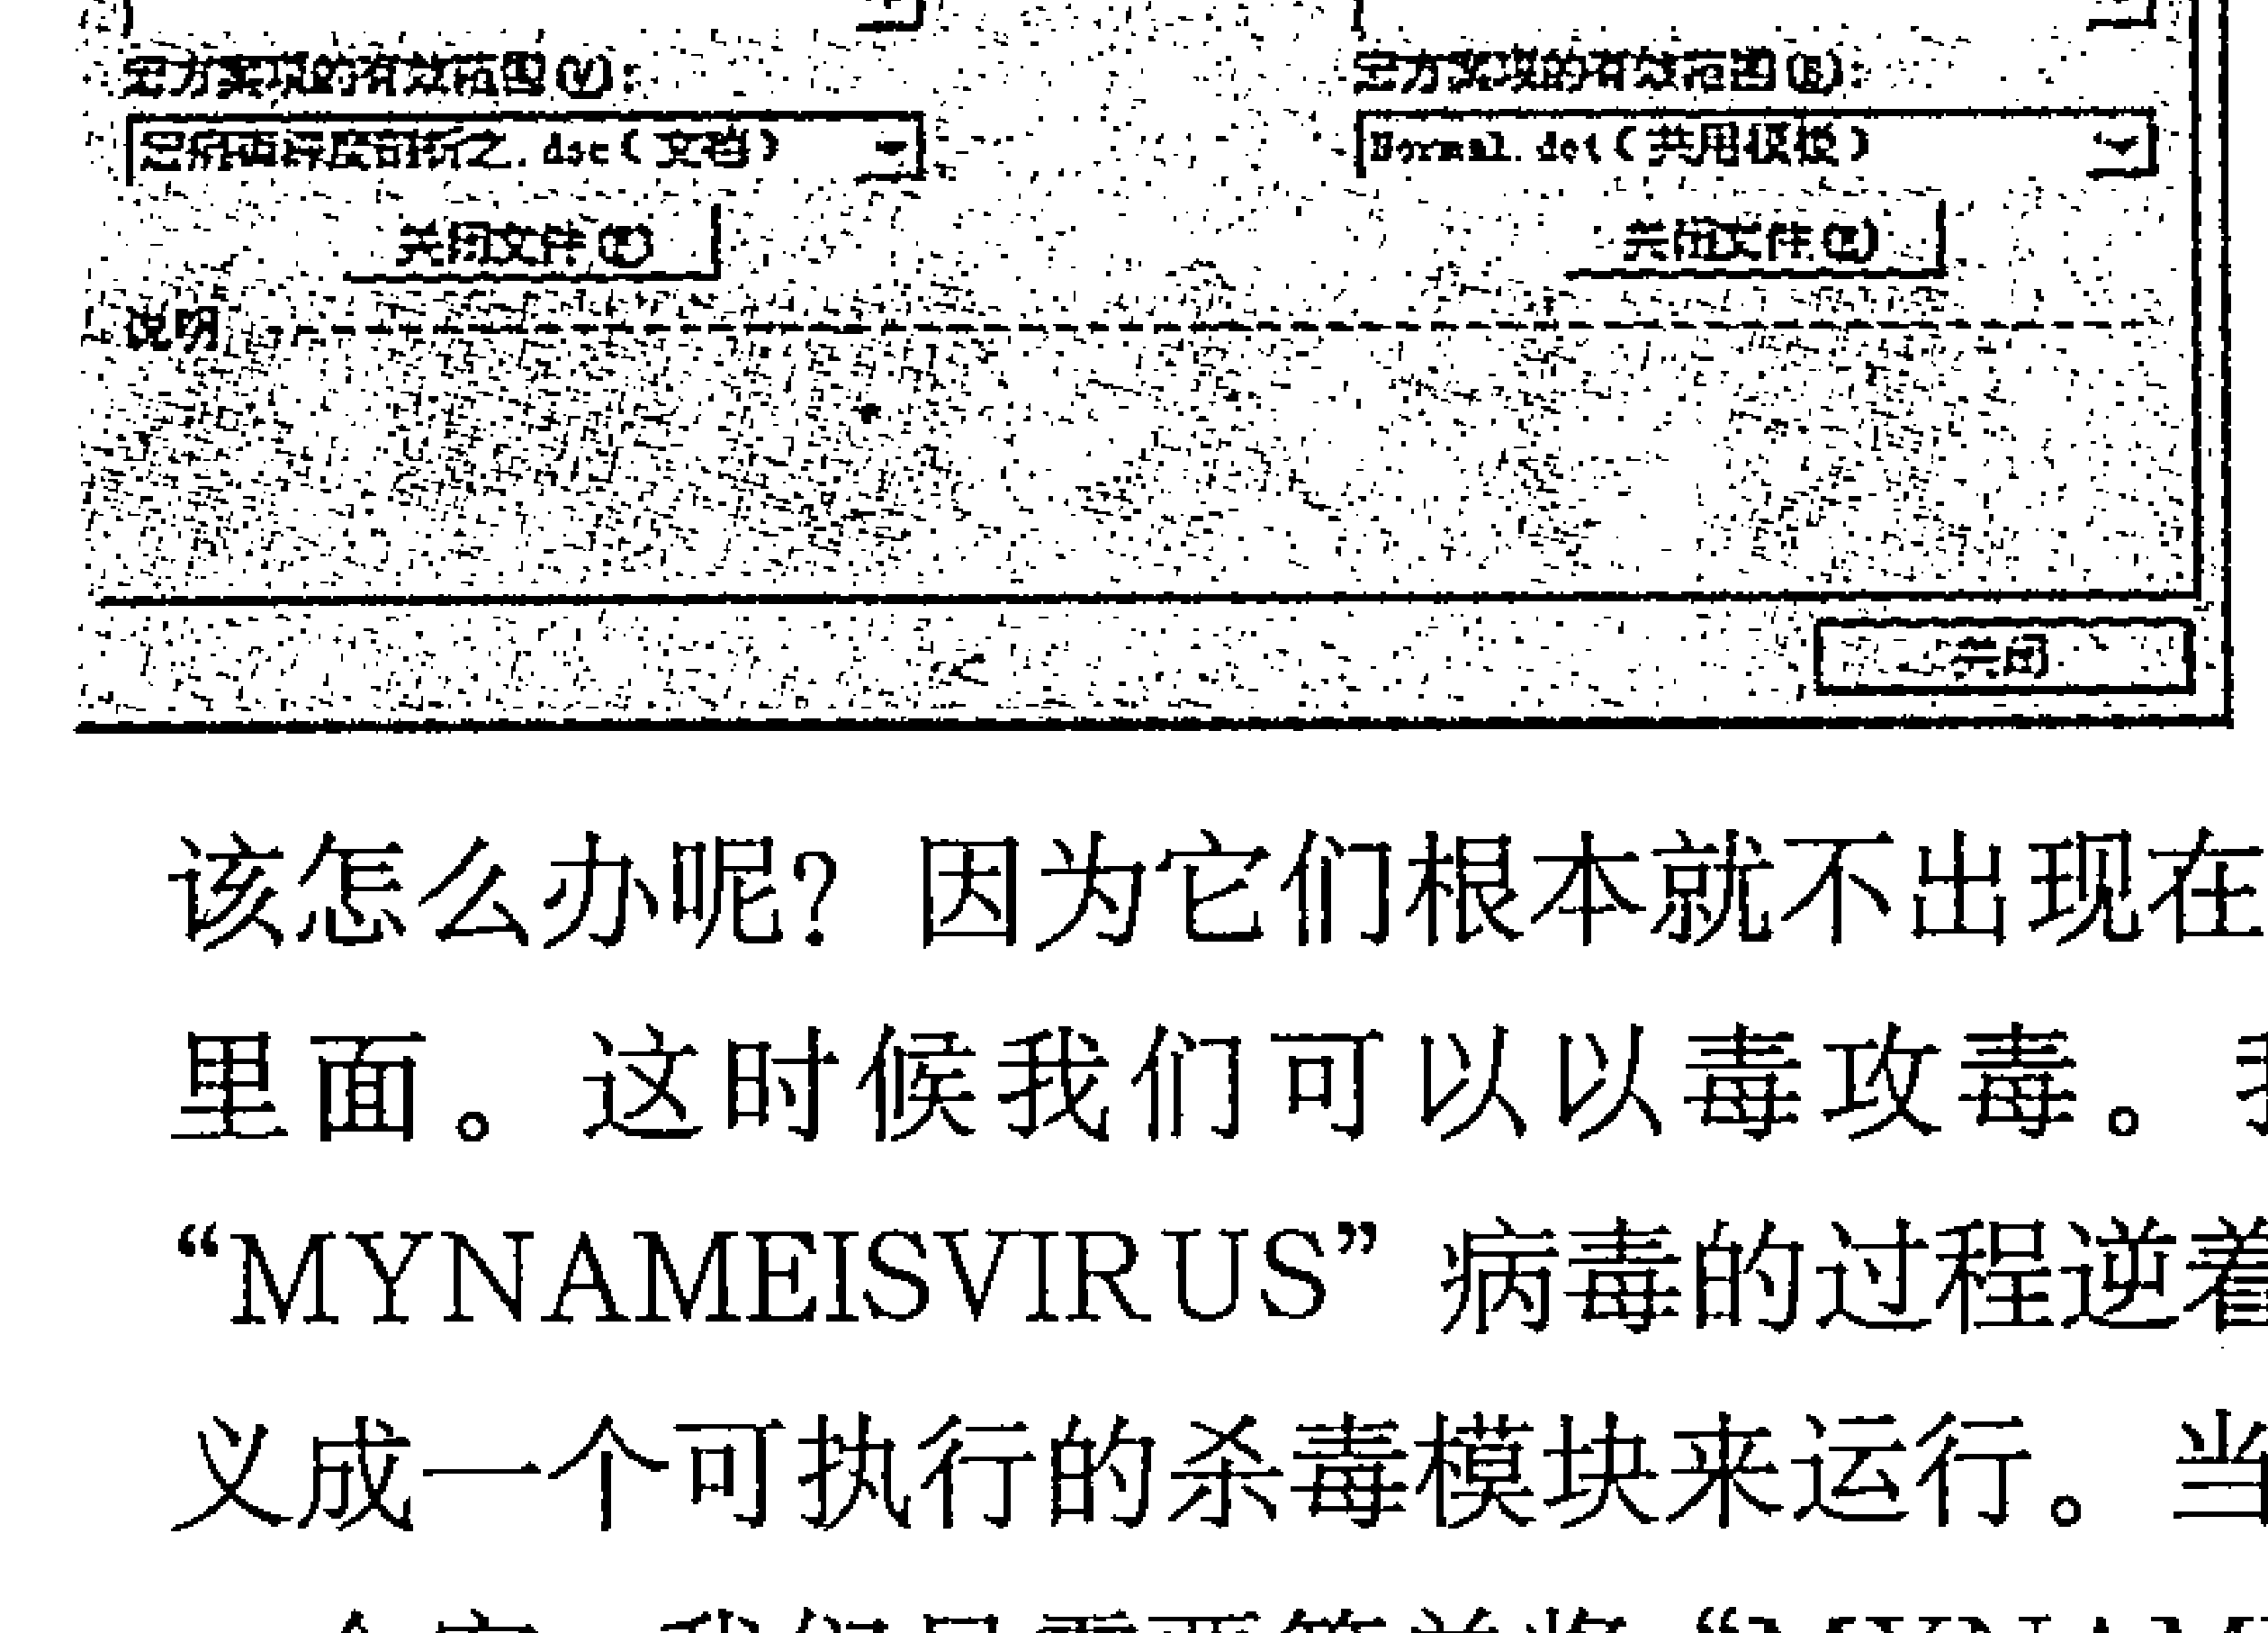 宏方案项的有效范围(V): 宏方案项的有效范围(B):
.doc(文档) Normal.dot(共用模板)
关闭文件 关闭文件
说明
关闭
该怎么办呢？因为它们根本就不出现在
里面。这时候我们可以以毒攻毒。
“MYNAMEISVIRUS”病毒的过程逆着
义成一个可执行的杀毒模块来运行。当